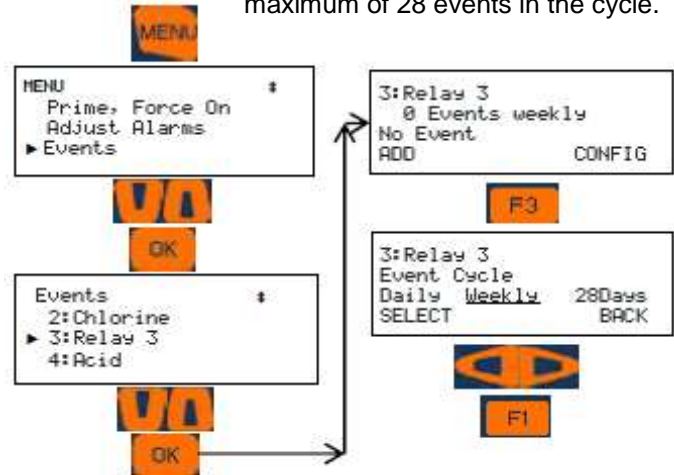 maximum of 28 events in the cycle.
MENU
MENU
Prime, Force On
Adjust Alarms
►Events
OK
Events
2:Chlorine
► 3:Relay 3
4:Acid
OK
3:Relay 3
0 Events weekly
No Event
ADD CONFIG
F3
3:Relay 3
Event Cycle
Daily Weekly 28Days
SELECT BACK
F1